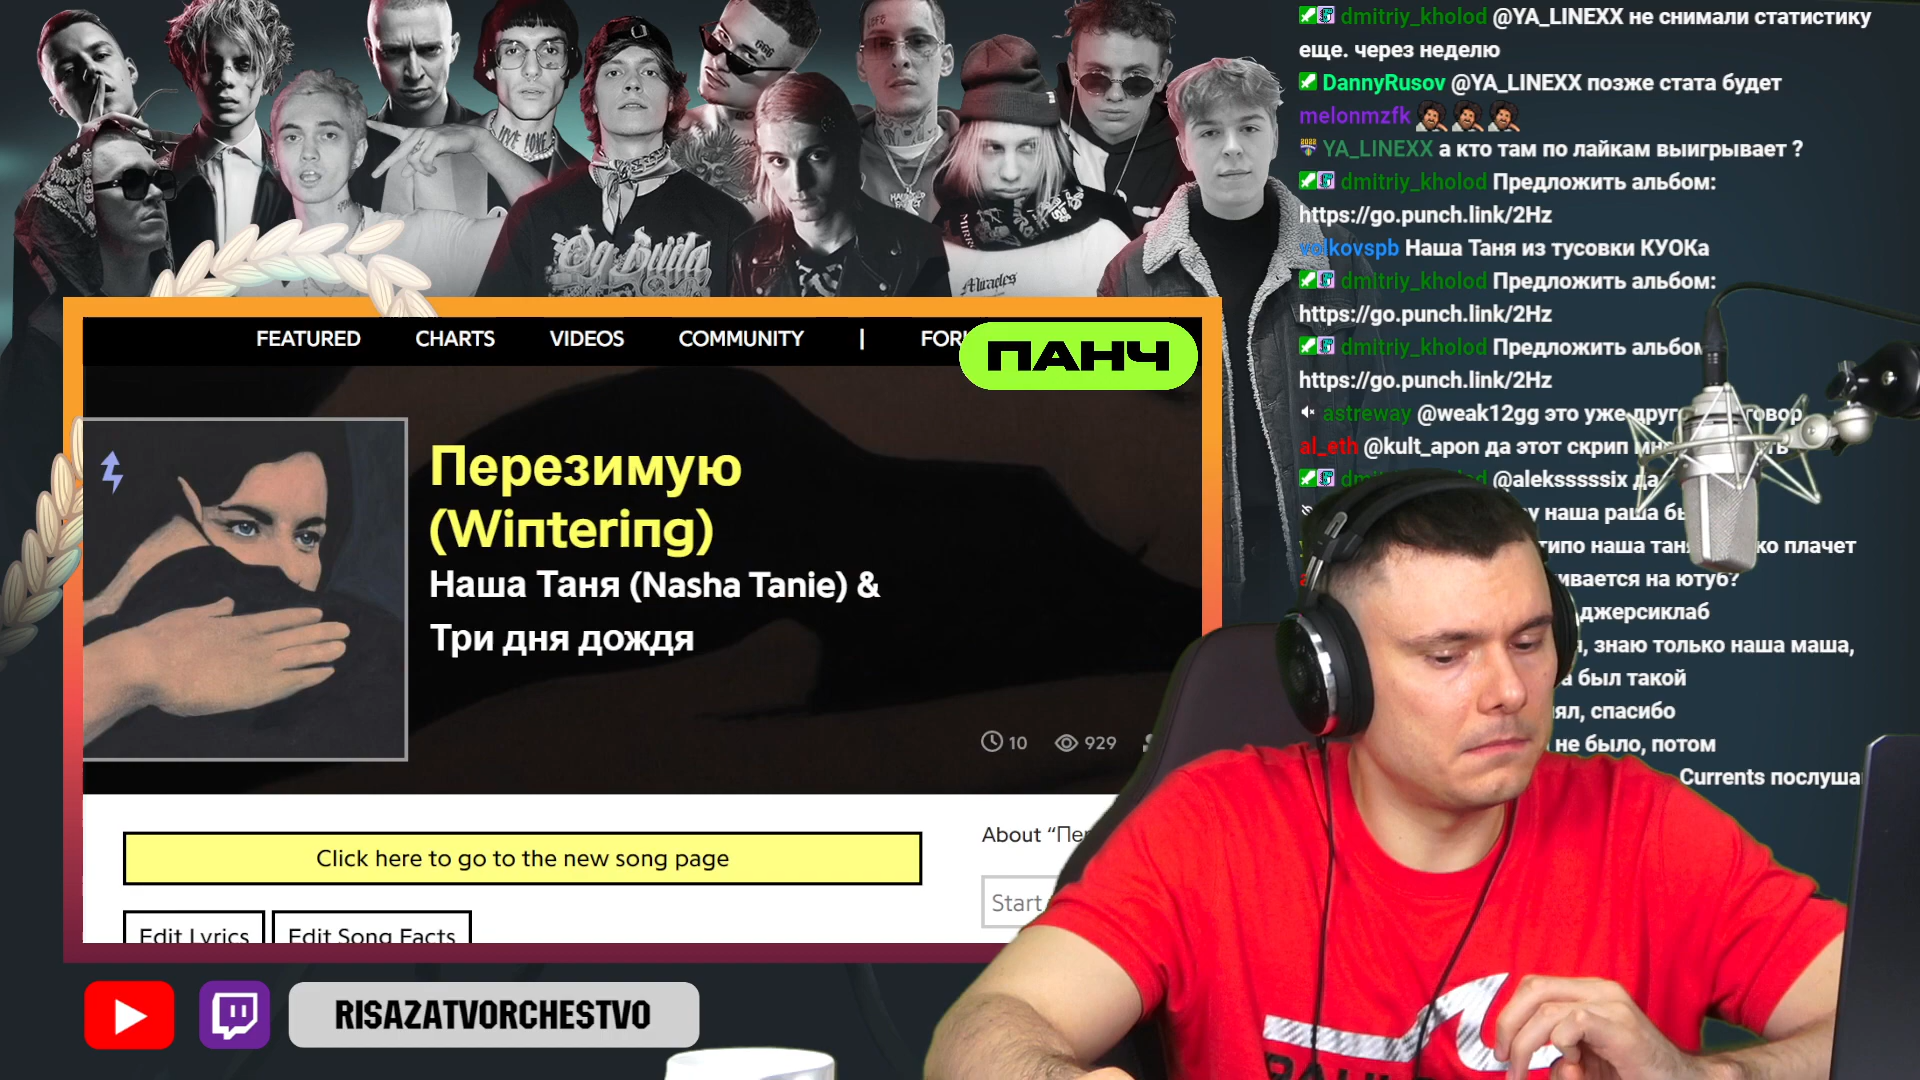 FEATURED CHARTS VIDEOS COMMUNITY |
ПАНЧ
Перезимую
(Wintering)
Наша Таня (Nasha Tanie) &
Три дня дождя
10 929
Click here to go to the new song page
About
Start
Edit Lyrics Edit Song Facts
RISAZATVORCHESTVO
dmitriy_kholod @YA_LINEXX не снимали статистику
еще. через неделю
DannyRusov @YA_LINEXX позже стата будет
melonmzfk
YA_LINEXX а кто там по лайкам выигрывает ?
dmitriy_kholod Предложить альбом:
https://go.punch.link/2Hz
volkovspb Наша Таня из тусовки КУОКа
dmitriy_kholod Предложить альбом:
https://go.punch.link/2Hz
dmitriy_kholod Предложить альбом
https://go.punch.link/2Hz
astreway @weak12gg это уже
al_eth @kult_apon да этот скрип
@aleksssssix да
наша раша
типо наша плачет
на ютуб?
джерсиклаб
знаю только наша маша,
был такой
спасибо
не было, потом
Currents